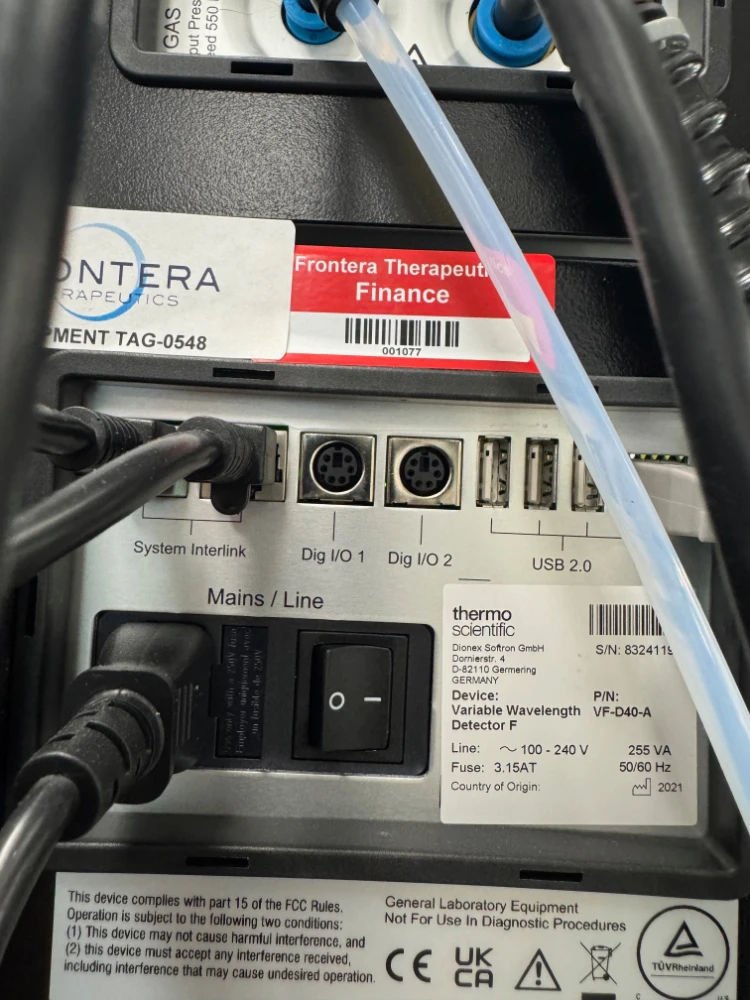 GAS
ONTERA
RAPEUTICS
PMENT TAG-0548
Frontera Therapeuti
Finance
001077
System Interlink
Dig I/O 1
Dig I/O 2
USB 2.0
Mains / Line
thermo
scientific
Dionex Softron GmbH
Dornierstr. 4
D-82110 Germering
GERMANY
S/N: 8324119
Device:
Variable Wavelength
Detector F
P/N:
VF-D40-A
Line: ~ 100 - 240 V 255 VA
Fuse: 3.15AT 50/60 Hz
Country of Origin: 2021
This device complies with part 15 of the FCC Rules.
Operation is subject to the following two conditions:
(1) This device may not cause harmful interference, and
(2) this device must accept any interference received,
including interference that may cause undesired operation.
General Laboratory Equipment
Not For Use In Diagnostic Procedures
CE
UK
CA
TÜVRheinland